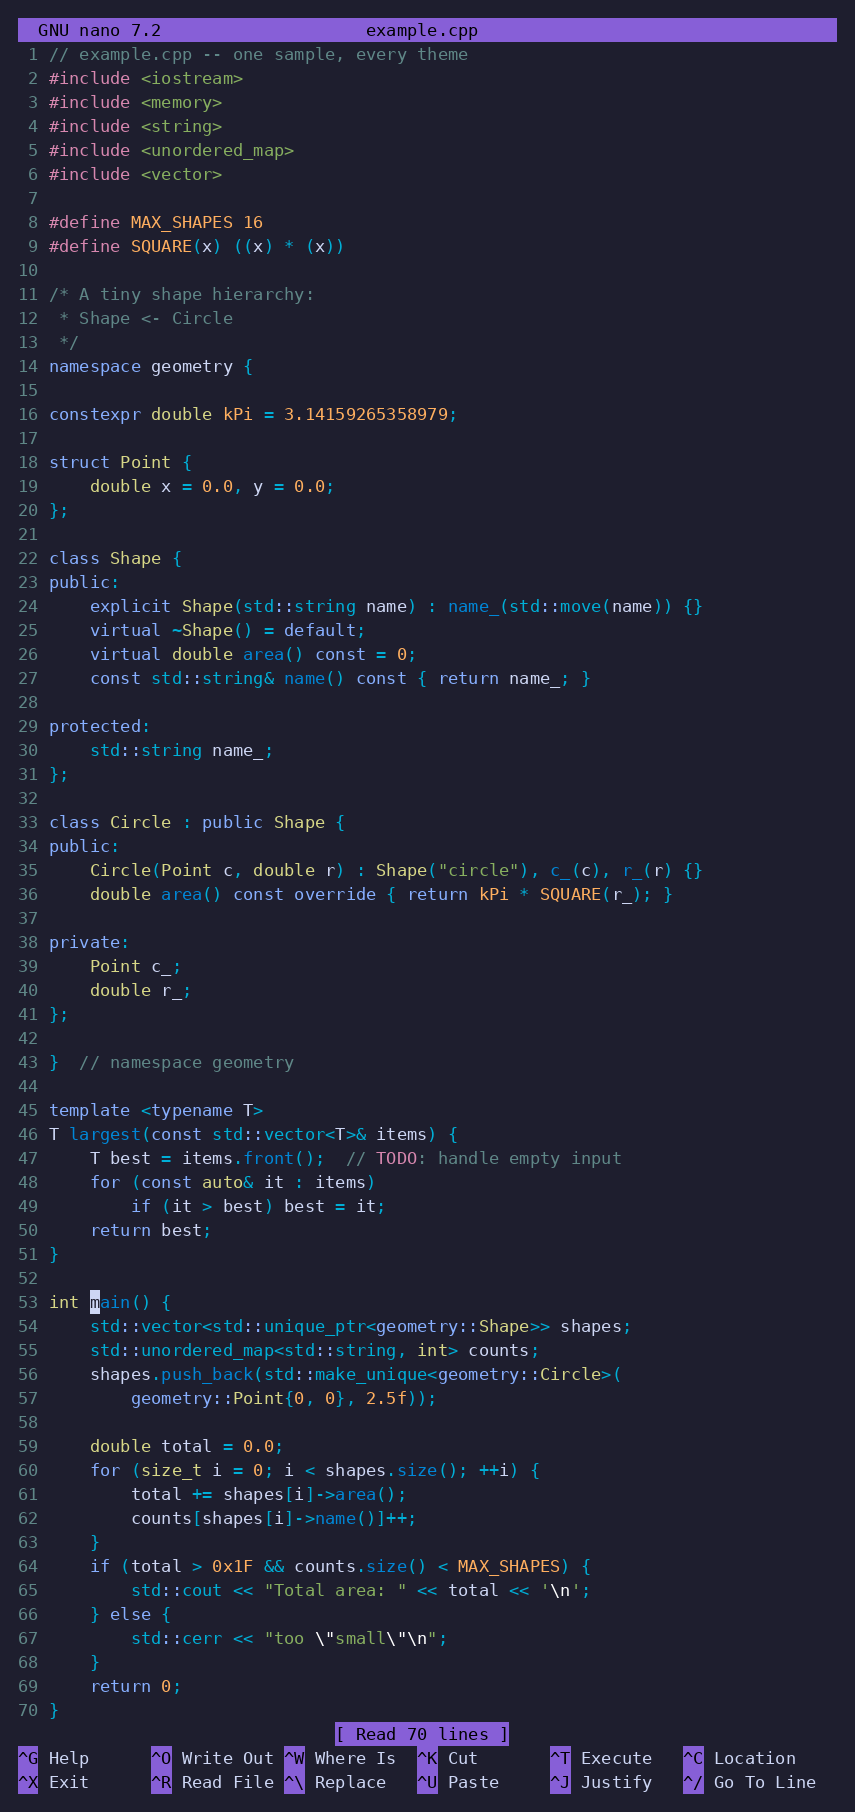 GNU nano 7.2                    example.cpp
 1 // example.cpp -- one sample, every theme
 2 #include <iostream>
 3 #include <memory>
 4 #include <string>
 5 #include <unordered_map>
 6 #include <vector>
 7
 8 #define MAX_SHAPES 16
 9 #define SQUARE(x) ((x) * (x))
10
11 /* A tiny shape hierarchy:
12  * Shape <- Circle
13  */
14 namespace geometry {
15
16 constexpr double kPi = 3.14159265358979;
17
18 struct Point {
19     double x = 0.0, y = 0.0;
20 };
21
22 class Shape {
23 public:
24     explicit Shape(std::string name) : name_(std::move(name)) {}
25     virtual ~Shape() = default;
26     virtual double area() const = 0;
27     const std::string& name() const { return name_; }
28
29 protected:
30     std::string name_;
31 };
32
33 class Circle : public Shape {
34 public:
35     Circle(Point c, double r) : Shape("circle"), c_(c), r_(r) {}
36     double area() const override { return kPi * SQUARE(r_); }
37
38 private:
39     Point c_;
40     double r_;
41 };
42
43 }  // namespace geometry
44
45 template <typename T>
46 T largest(const std::vector<T>& items) {
47     T best = items.front();  // TODO: handle empty input
48     for (const auto& it : items)
49         if (it > best) best = it;
50     return best;
51 }
52
53 int main() {
54     std::vector<std::unique_ptr<geometry::Shape>> shapes;
55     std::unordered_map<std::string, int> counts;
56     shapes.push_back(std::make_unique<geometry::Circle>(
57         geometry::Point{0, 0}, 2.5f));
58
59     double total = 0.0;
60     for (size_t i = 0; i < shapes.size(); ++i) {
61         total += shapes[i]->area();
62         counts[shapes[i]->name()]++;
63     }
64     if (total > 0x1F && counts.size() < MAX_SHAPES) {
65         std::cout << "Total area: " << total << '\n';
66     } else {
67         std::cerr << "too \"small\"\n";
68     }
69     return 0;
70 }
[ Read 70 lines ]
^G Help      ^O Write Out ^W Where Is  ^K Cut       ^T Execute   ^C Location
^X Exit      ^R Read File ^\ Replace   ^U Paste     ^J Justify   ^/ Go To Line